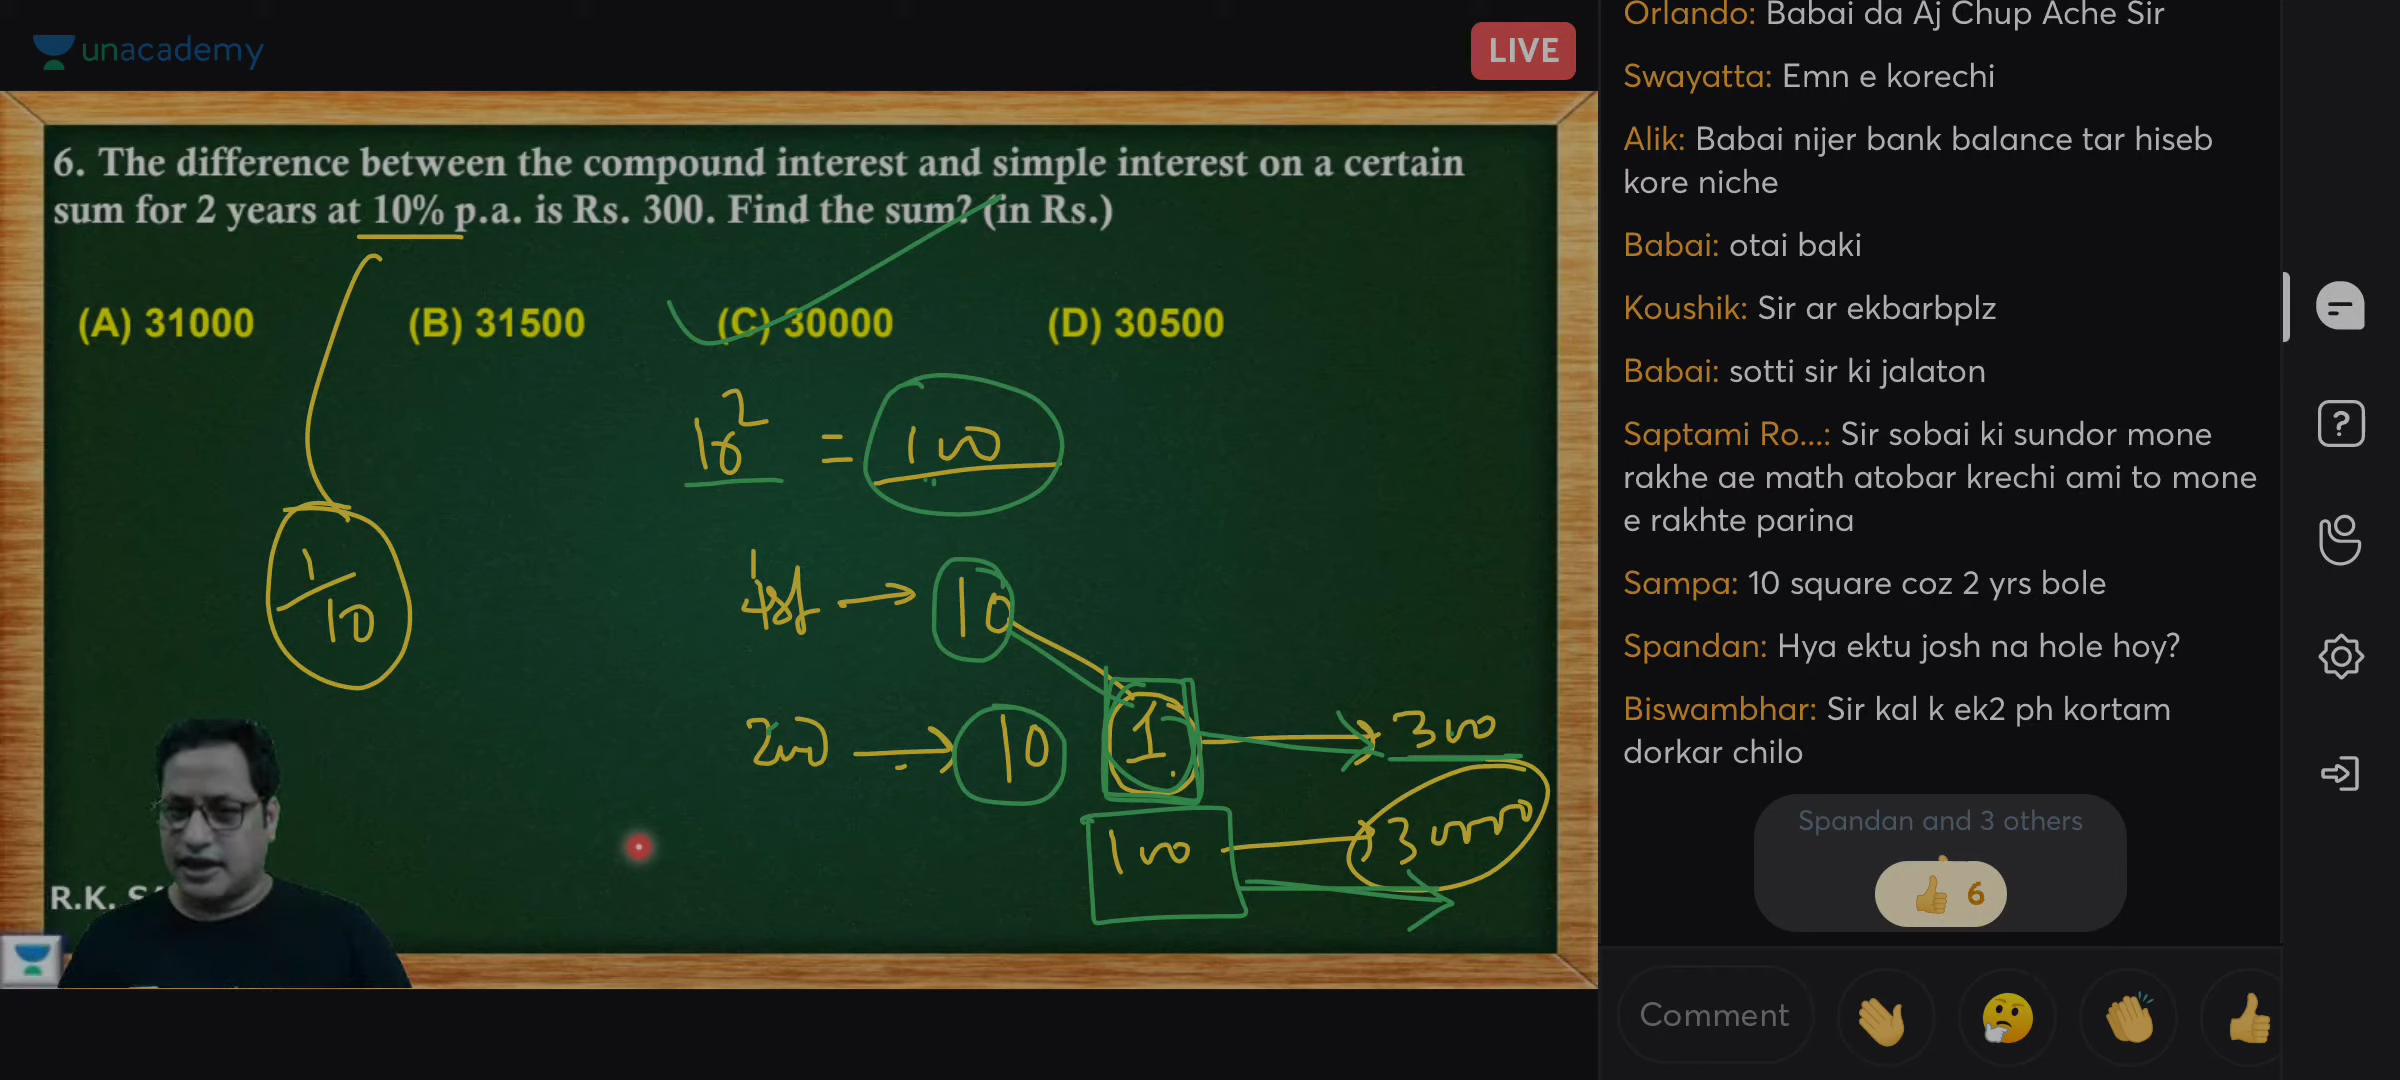 unacademy
LIVE
6. The difference between the compound interest and simple interest on a certain
sum for 2 years at 10% p.a. is Rs. 300. Find the sum? (in Rs.)
(A) 31000 (B) 31500 (C) 30000 (D) 30500
10² = 100
1/10
1st → 10
2nd → 10 1 → 300
100 → 30000
R.K.
Orlando: Babai da Aj Chup Ache Sir
Swayatta: Emn e korechi
Alik: Babai nijer bank balance tar hiseb
kore niche
Babai: otai baki
Koushik: Sir ar ekbarbplz
Babai: sotti sir ki jalaton
Saptami Ro...: Sir sobai ki sundor mone
rakhe ae math atobar krechi ami to mone
e rakhte parina
Sampa: 10 square coz 2 yrs bole
Spandan: Hya ektu josh na hole hoy?
Biswambhar: Sir kal k ek2 ph kortam
dorkar chilo
Spandan and 3 others
6
Comment